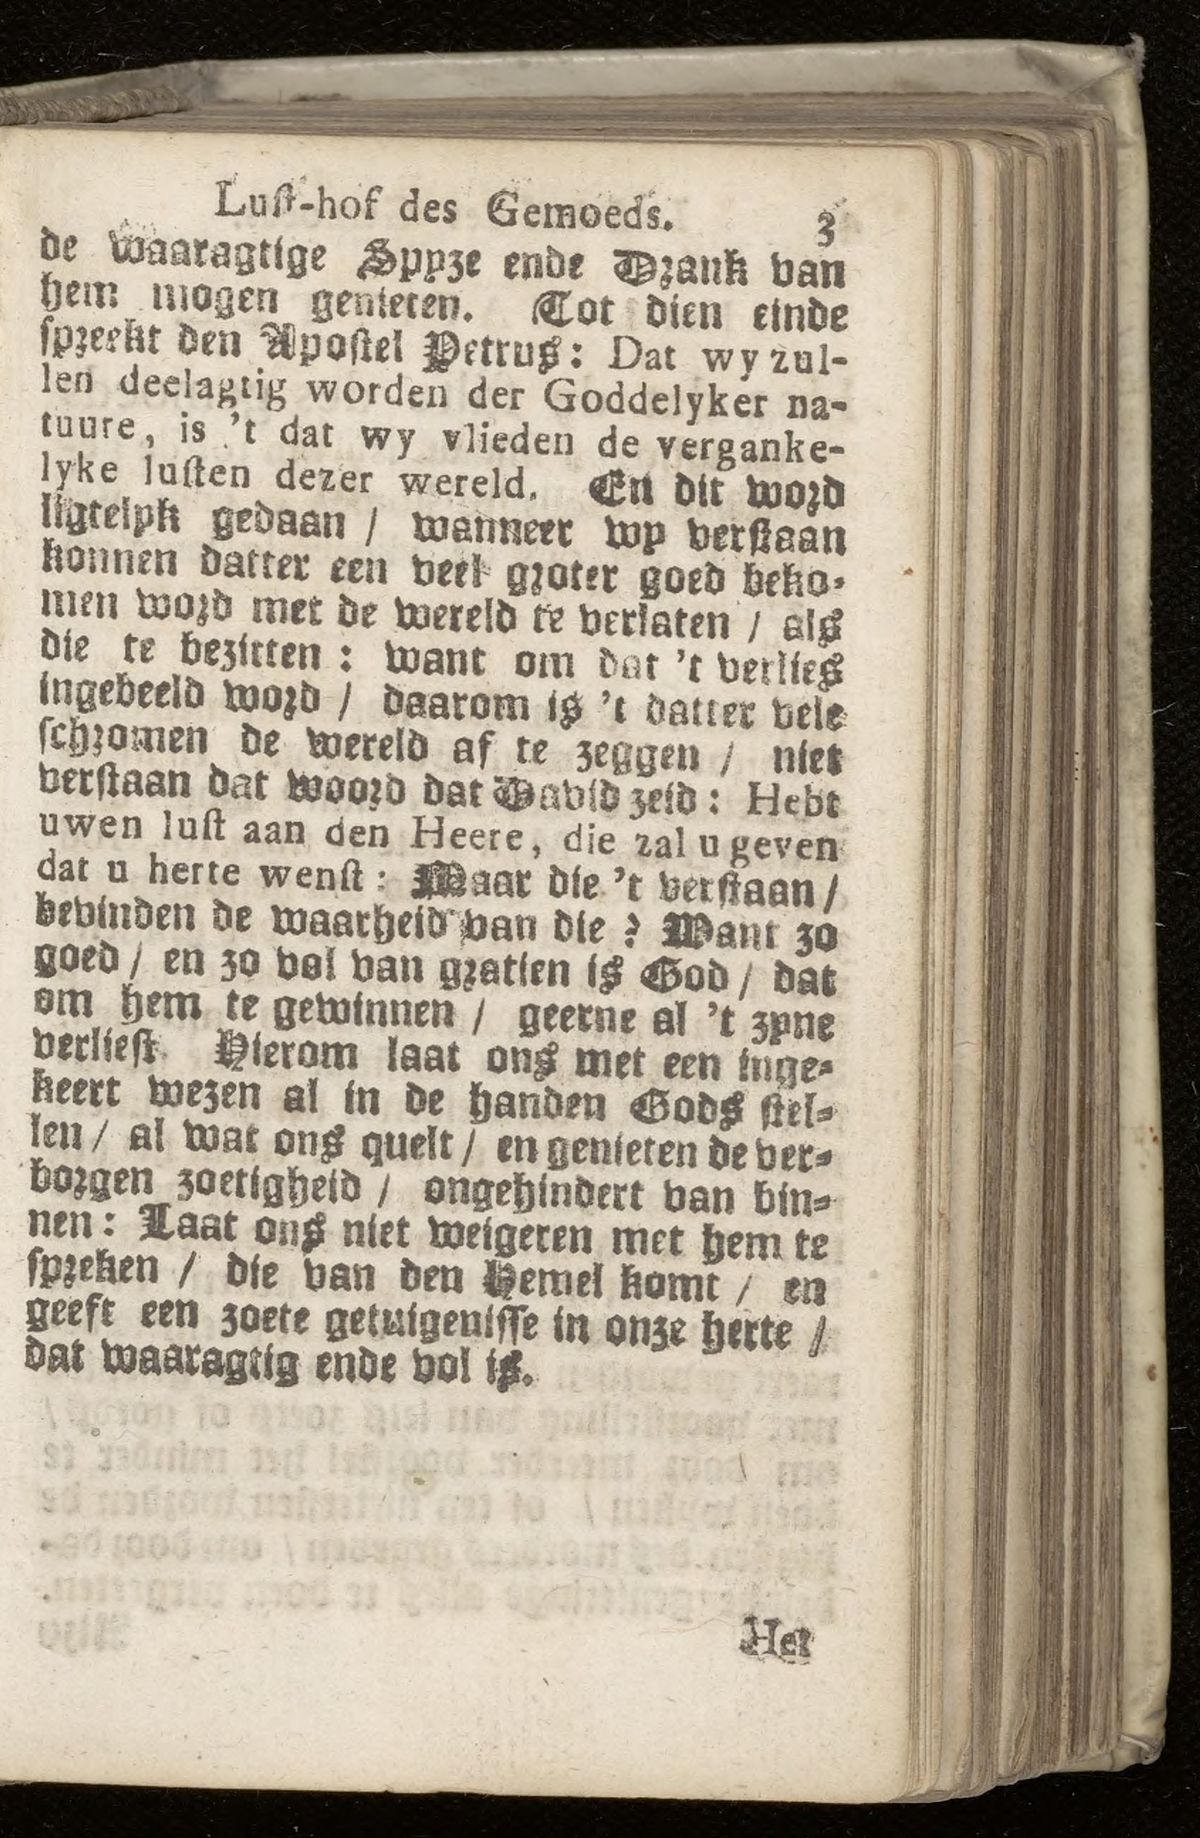 Luſt-hof des Gemoeds. 3
de waaragtige Spyze ende Drank van
hem mogen genieten. Tot dien einde
ſpreekt den Apoſtel Petrus: Dat wy zul-
len deelagtig worden der Goddelyker na-
tuure, is 't dat wy vlieden de verganke-
lyke luſten dezer wereld. En dit word
ligtelyk gedaan / wanneer wy verſtaan
konnen datter een veel groter goed beko-
men word met de wereld te verlaten / als
die te bezitten : want om dat 't verlies
ingebeeld word / daarom is 't datter vele
ſchromen de wereld af te zeggen / niet
verſtaan dat woord dat David zeid : Hebt
uwen luſt aan den Heere, die zal u geven
dat u herte wenſt : Maar die 't verſtaan /
bevinden de waarheid van die ? Want zo
goed / en zo vol van gratien is God / dat
om hem te gewinnen / geerne al 't zyne
verlieſt. Hierom laat ons met een inge-
keert wezen al in de handen Gods ſtel-
len / al wat ons quelt / en genieten de ver-
borgen zoetigheid / ongehindert van bin-
nen : Laat ons niet weigeren met hem te
ſpreken / die van den Hemel komt / en
geeft een zoete getuigeniſſe in onze herte /
dat waaragtig ende vol is.
Het